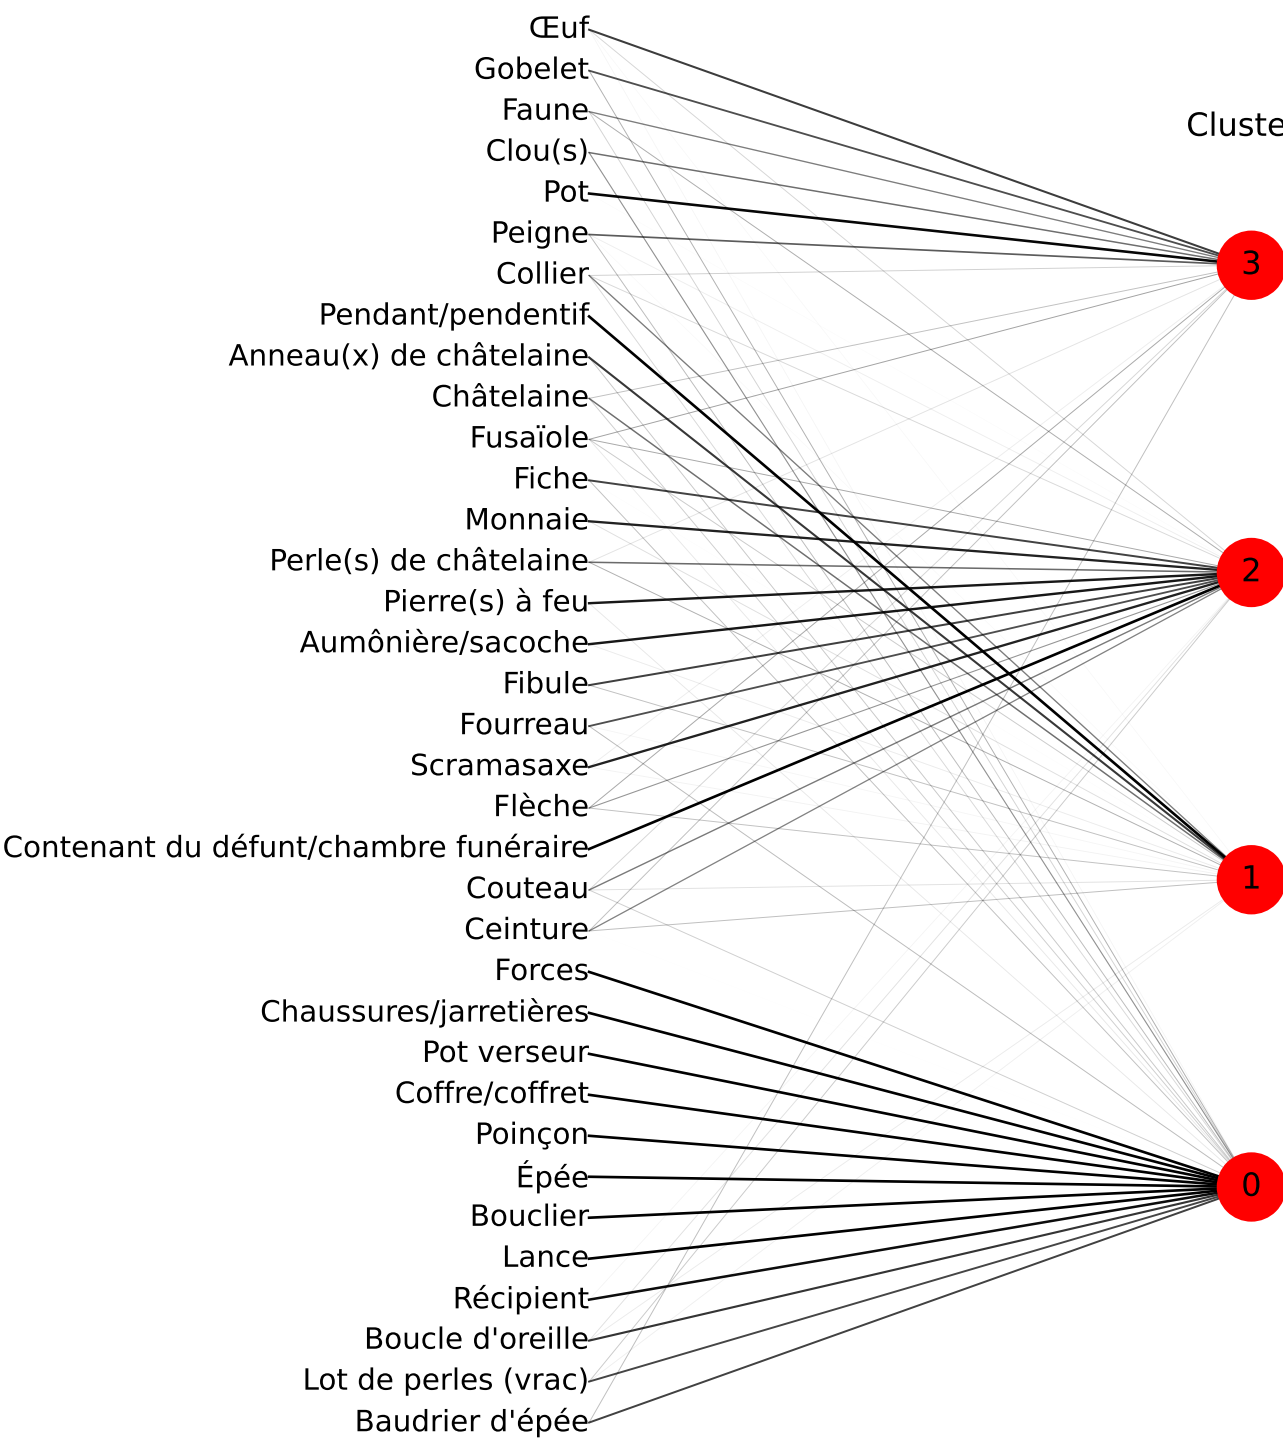 Œuf
Gobelet
Faune
Clou(s)
Pot
Peigne
Collier
Pendant/pendentif
Anneau(x) de châtelaine
Châtelaine
Fusaïole
Fiche
Monnaie
Perle(s) de châtelaine
Pierre(s) à feu
Aumônière/sacoche
Fibule
Fourreau
Scramasaxe
Flèche
Contenant du défunt/chambre funéraire
Couteau
Ceinture
Forces
Chaussures/jarretières
Pot verseur
Coffre/coffret
Poinçon
Épée
Bouclier
Lance
Récipient
Boucle d'oreille
Lot de perles (vrac)
Baudrier d'épée
Cluste
3
2
1
0